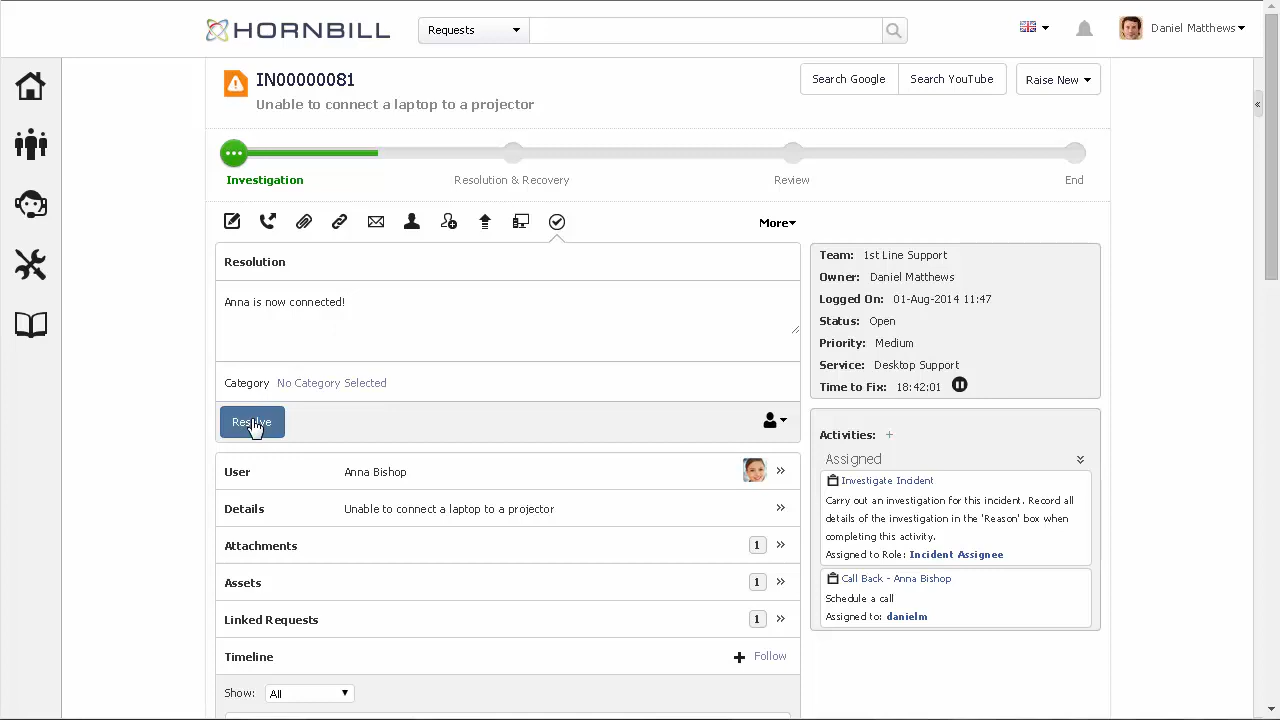 HORNBILL
Requests
Daniel Matthews
IN00000081
Unable to connect a laptop to a projector
Search Google
Search YouTube
Raise New
Investigation
Resolution & Recovery
Review
End
More
Resolution
Anna is now connected!
Category No Category Selected
Resolve
User Anna Bishop
Details Unable to connect a laptop to a projector
Attachments 1
Assets 1
Linked Requests 1
Timeline Follow
Show: All
Team: 1st Line Support
Owner: Daniel Matthews
Logged On: 01-Aug-2014 11:47
Status: Open
Priority: Medium
Service: Desktop Support
Time to Fix: 18:42:01
Activities: +
Assigned
Investigate Incident
Carry out an investigation for this incident. Record all
details of the investigation in the 'Reason' box when
completing this activity.
Assigned to Role: Incident Assignee
Call Back - Anna Bishop
Schedule a call
Assigned to: danielm